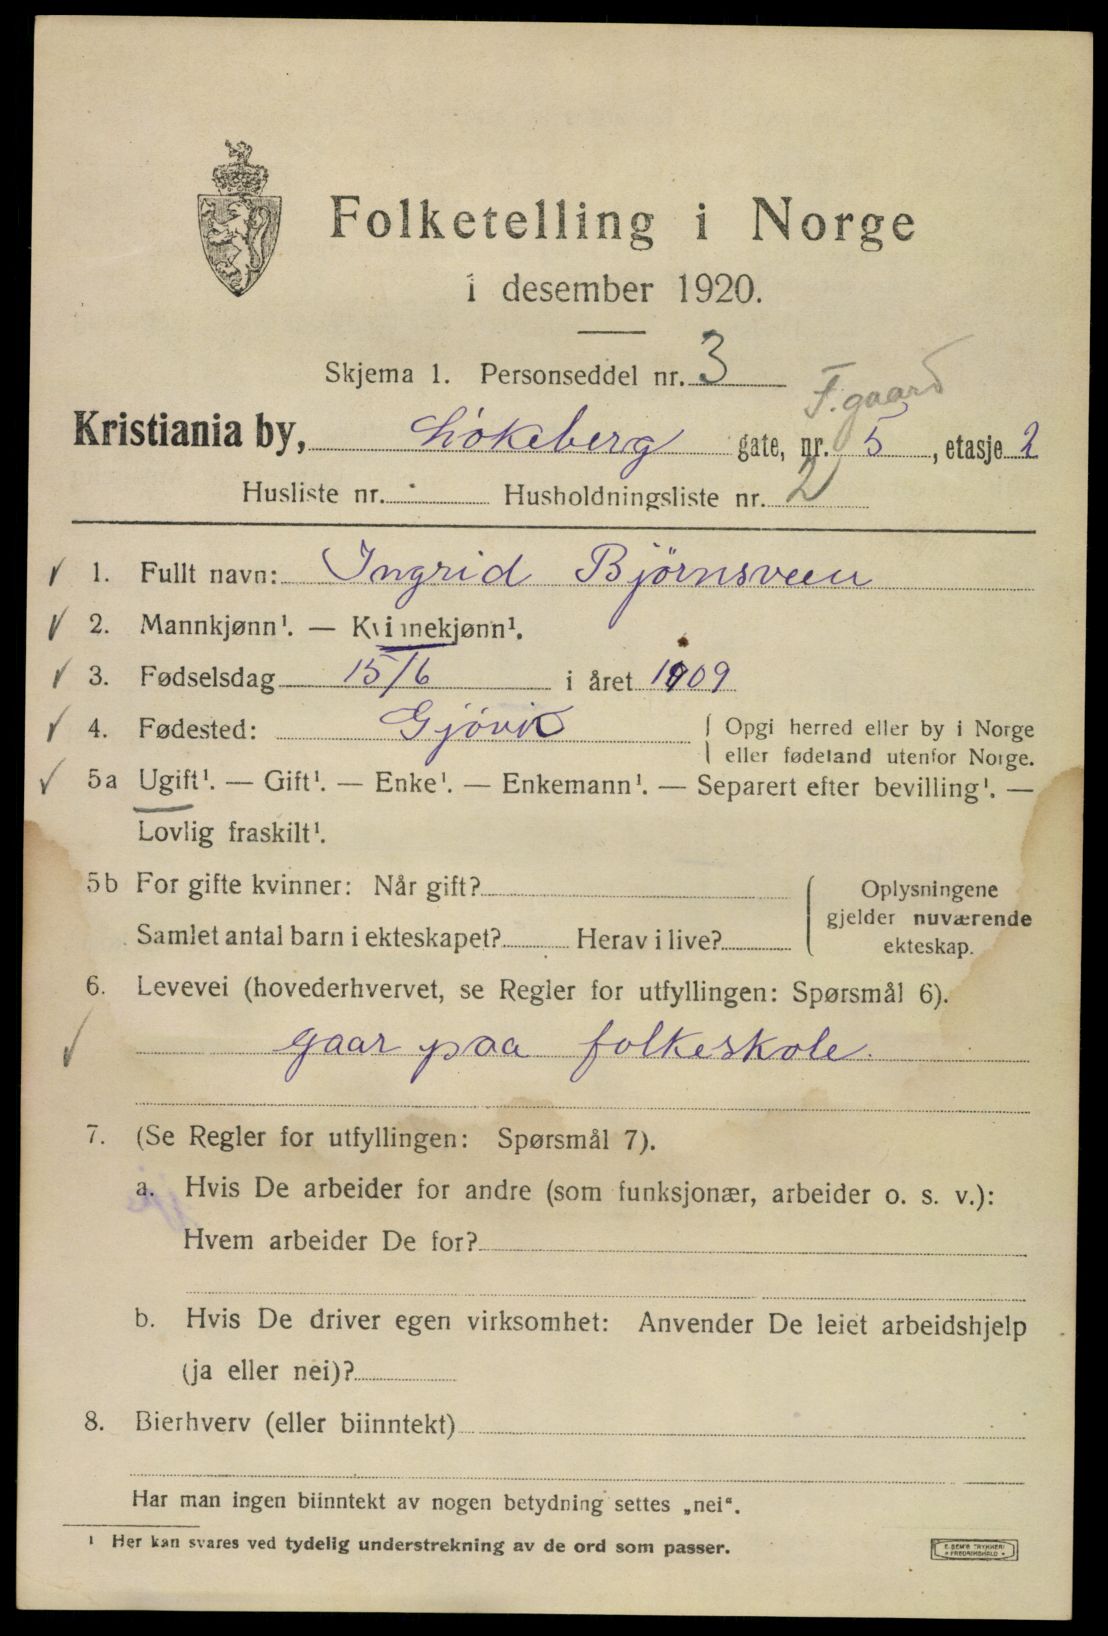 Folketelling i Norge
i desember 1920.
Skjema 1. Personseddel nr. 3
F.gaard
Kristiania by, Løkeberg gate, nr. 5, etasje 2
Husliste nr. Husholdningsliste nr. 2
1. Fullt navn: Ingrid Bjørnsveen
2. Mannkjønn¹. — Kvinnekjønn¹.
3. Fødselsdag 15/6 i året 1909
4. Fødested: Gjøvik { Opgi herred eller by i Norge
eller fødeland utenfor Norge.
5a Ugift¹. — Gift¹. — Enke¹. — Enkemann¹. — Separert efter bevilling¹. —
Lovlig fraskilt¹.
5b For gifte kvinner: Når gift? { Oplysningene
gjelder nuværende
Samlet antal barn i ekteskapet? Herav i live? ekteskap.
6. Levevei (hovederhvervet, se Regler for utfyllingen: Spørsmål 6).
gaar paa folkeskole.
7. (Se Regler for utfyllingen: Spørsmål 7).
a. Hvis De arbeider for andre (som funksjonær, arbeider o. s. v.):
Hvem arbeider De for?
b. Hvis De driver egen virksomhet: Anvender De leiet arbeidshjelp
(ja eller nei)?
8. Bierhverv (eller biinntekt)
Har man ingen biinntekt av nogen betydning settes „nei“.
¹ Her kan svares ved tydelig understrekning av de ord som passer.
E. SEM'S TRYKKERI
• FREDRIKSHALD •